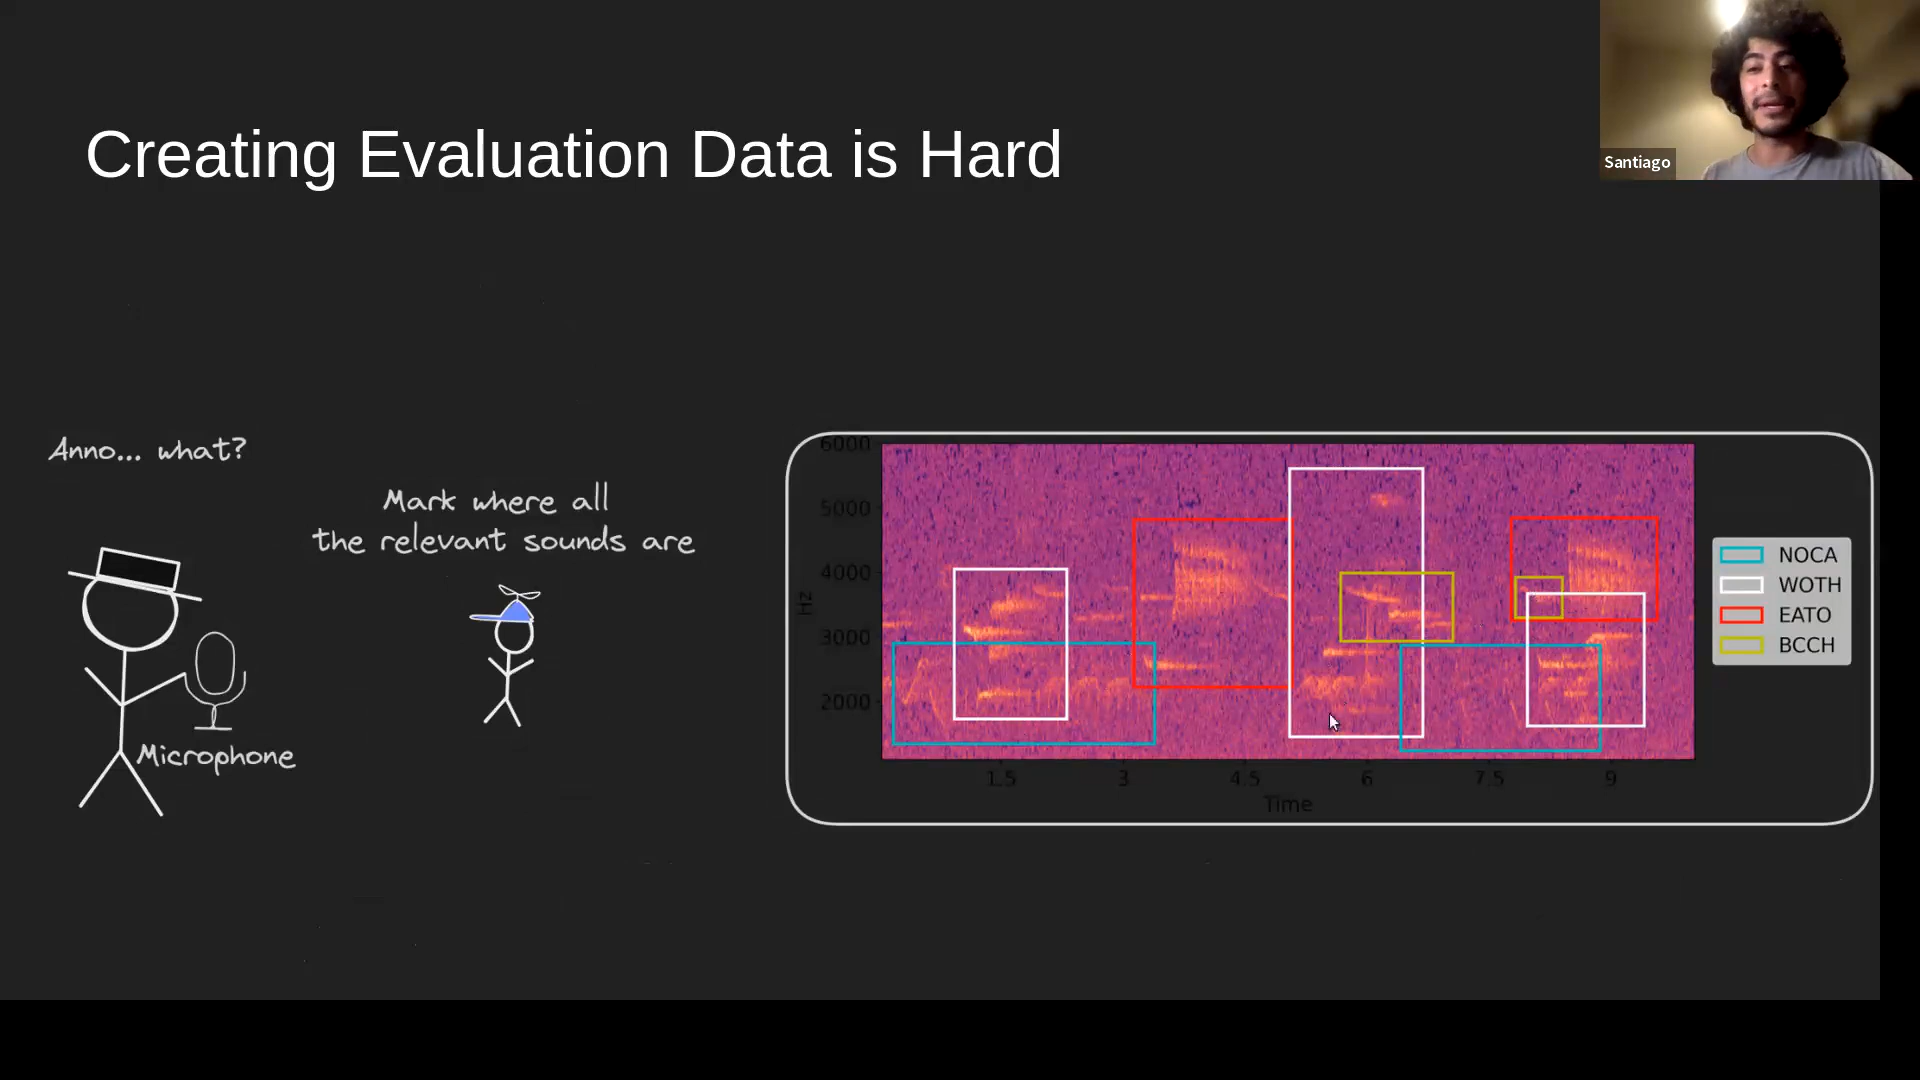 Santiago
Creating Evaluation Data is Hard
Anno... what?
Mark where all
the relevant sounds are
Microphone
6000
5000
4000
3000
2000
Hz
1.5 3 4.5 6 7.5 9
Time
NOCA
WOTH
EATO
BCCH